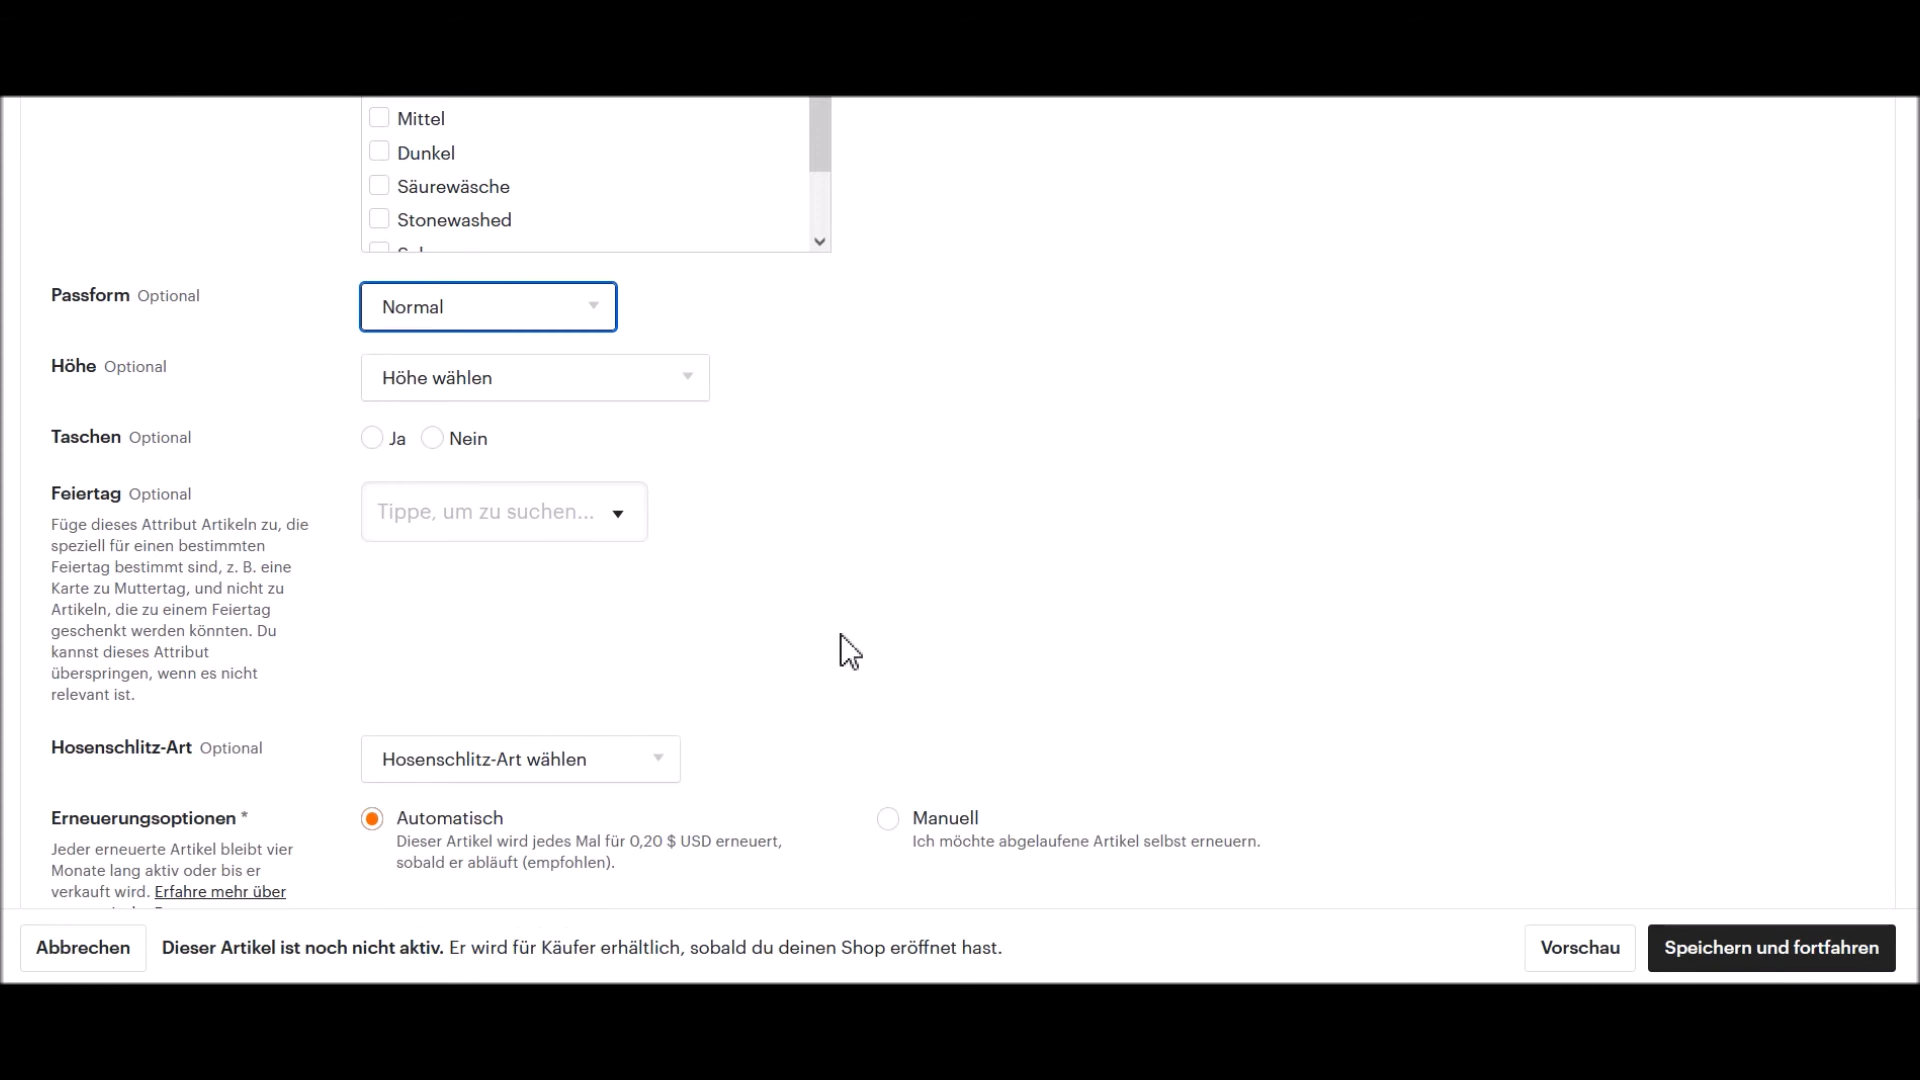 Mittel
Dunkel
Säurewäsche
Stonewashed
Passform Optional
Normal
Höhe Optional
Höhe wählen
Taschen Optional
Ja Nein
Feiertag Optional
Tippe, um zu suchen...
Füge dieses Attribut Artikeln zu, die
speziell für einen bestimmten
Feiertag bestimmt sind, z. B. eine
Karte zu Muttertag, und nicht zu
Artikeln, die zu einem Feiertag
geschenkt werden könnten. Du
kannst dieses Attribut
überspringen, wenn es nicht
relevant ist.
Hosenschlitz-Art Optional
Hosenschlitz-Art wählen
Erneuerungsoptionen *
Jeder erneuerte Artikel bleibt vier
Monate lang aktiv oder bis er
verkauft wird. Erfahre mehr über
Automatisch
Dieser Artikel wird jedes Mal für 0,20 $ USD erneuert,
sobald er abläuft (empfohlen).
Manuell
Ich möchte abgelaufene Artikel selbst erneuern.
Abbrechen
Dieser Artikel ist noch nicht aktiv. Er wird für Käufer erhältlich, sobald du deinen Shop eröffnet hast.
Vorschau
Speichern und fortfahren